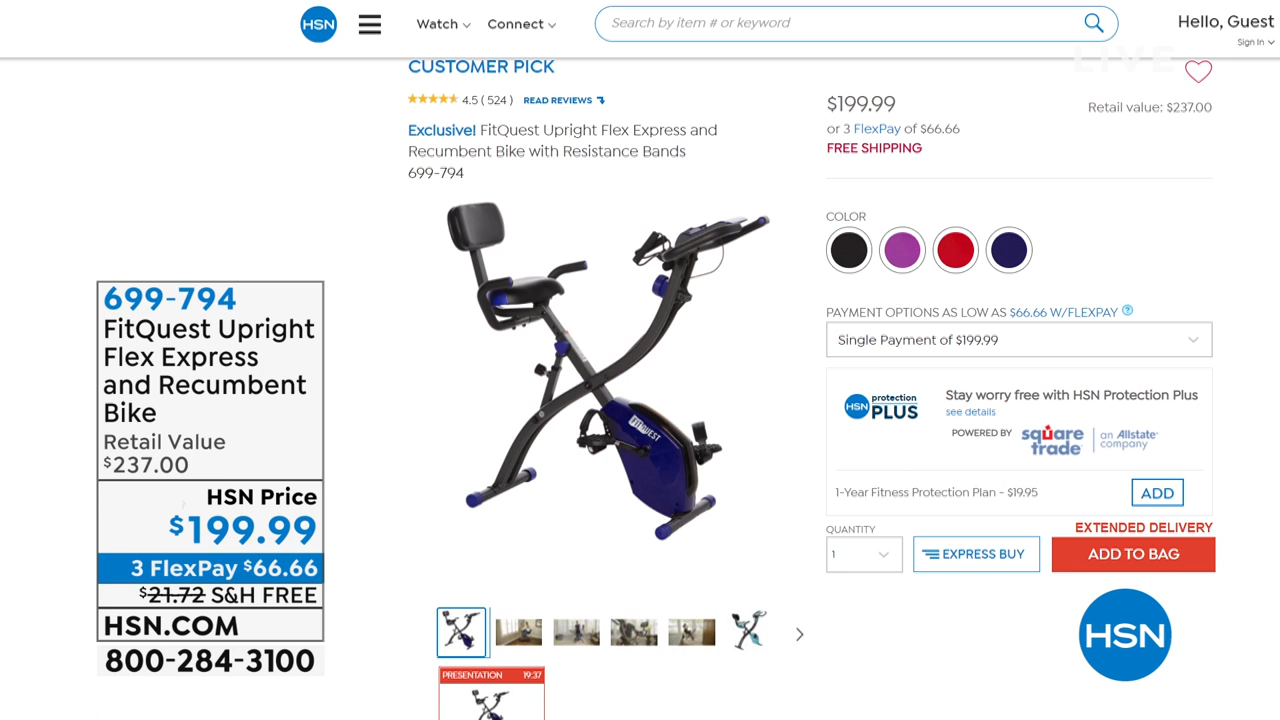 HSN
Watch
Connect
Search by item # or keyword
Hello, Guest
Sign In
LIVE
CUSTOMER PICK
4.5 ( 524 )
READ REVIEWS
Exclusive! FitQuest Upright Flex Express and
Recumbent Bike with Resistance Bands
699-794
$199.99
Retail value: $237.00
or 3 FlexPay of $66.66
FREE SHIPPING
COLOR
PAYMENT OPTIONS AS LOW AS $66.66 W/FLEXPAY ?
Single Payment of $199.99
HSN protection PLUS
Stay worry free with HSN Protection Plus
see details
POWERED BY
square trade
an Allstate company
1-Year Fitness Protection Plan - $19.95
ADD
QUANTITY
1
EXPRESS BUY
EXTENDED DELIVERY
ADD TO BAG
HSN
FITQUEST
PRESENTATION 19:37
699-794
FitQuest Upright
Flex Express
and Recumbent
Bike
Retail Value
$237.00
HSN Price
$199.99
3 FlexPay $66.66
$21.72 S&H FREE
HSN.COM
800-284-3100